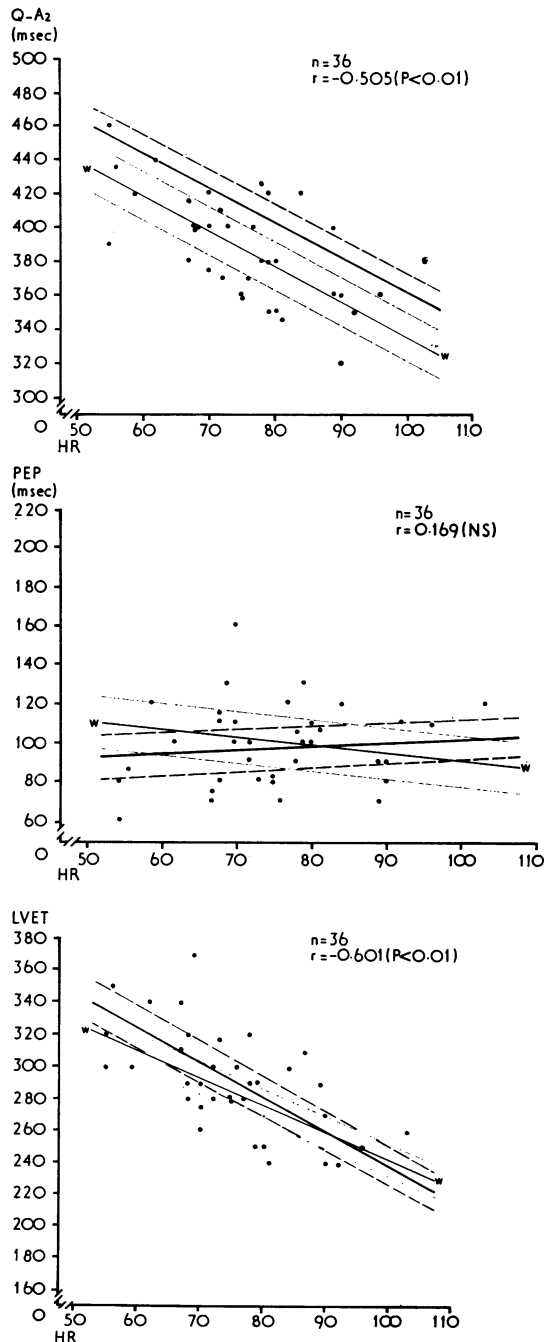 Q-A2
(msec)
n=36
r=-0.505(P<0.01)
500
460
440
420
400
380
360
340
320
300
0
w
w
50 60 70 80 90 100 110
HR
PEP
(msec)
n=36
r=0.169(NS)
220
200
180
160
140
120
100
80
60
0
w
w
50 60 70 80 90 100 110
HR
LVET
n=36
r=-0.601(P<0.01)
380
360
340
320
300
280
260
240
220
200
180
160
0
w
w
50 60 70 80 90 100 110
HR